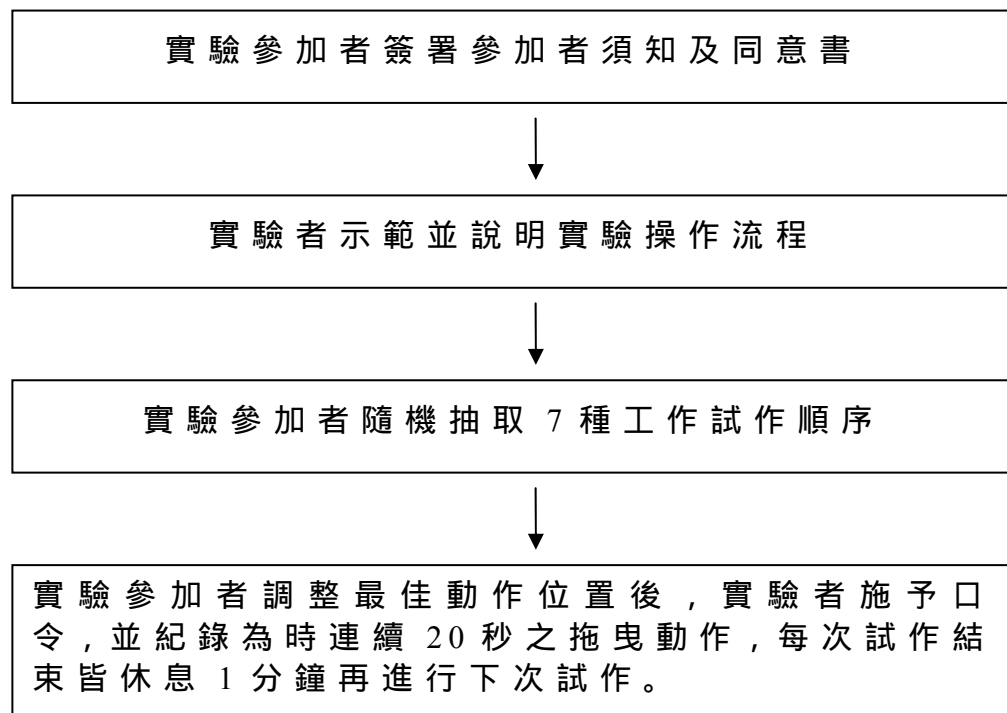 實驗參加者簽署參加者須知及同意書
實驗者示範並說明實驗操作流程
實驗參加者隨機抽取 7 種工作試作順序
實驗參加者調整最佳動作位置後，實驗者施予口
令，並紀錄為時連續 20 秒之拖曳動作，每次試作結
束皆休息 1 分鐘再進行下次試作。